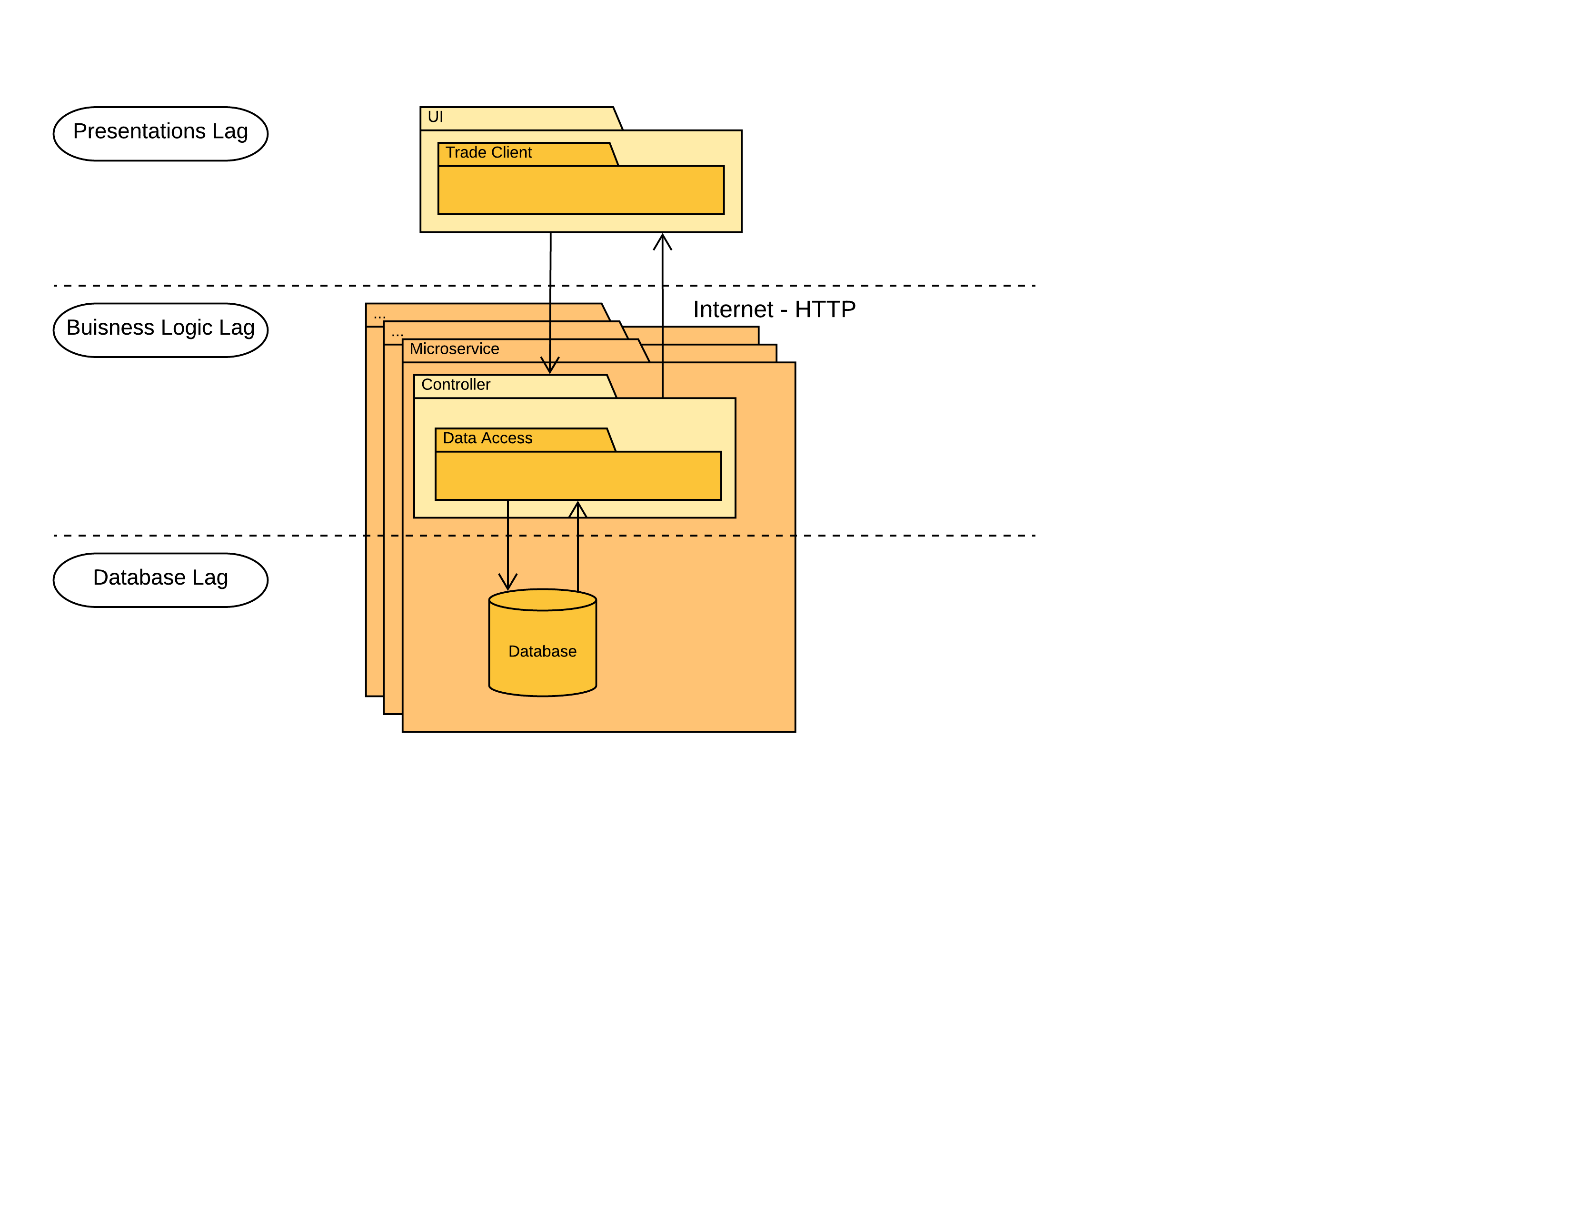 Presentations Lag
UI
Trade Client
Internet - HTTP
Buisness Logic Lag
...
...
Microservice
Controller
Data Access
Database Lag
Database